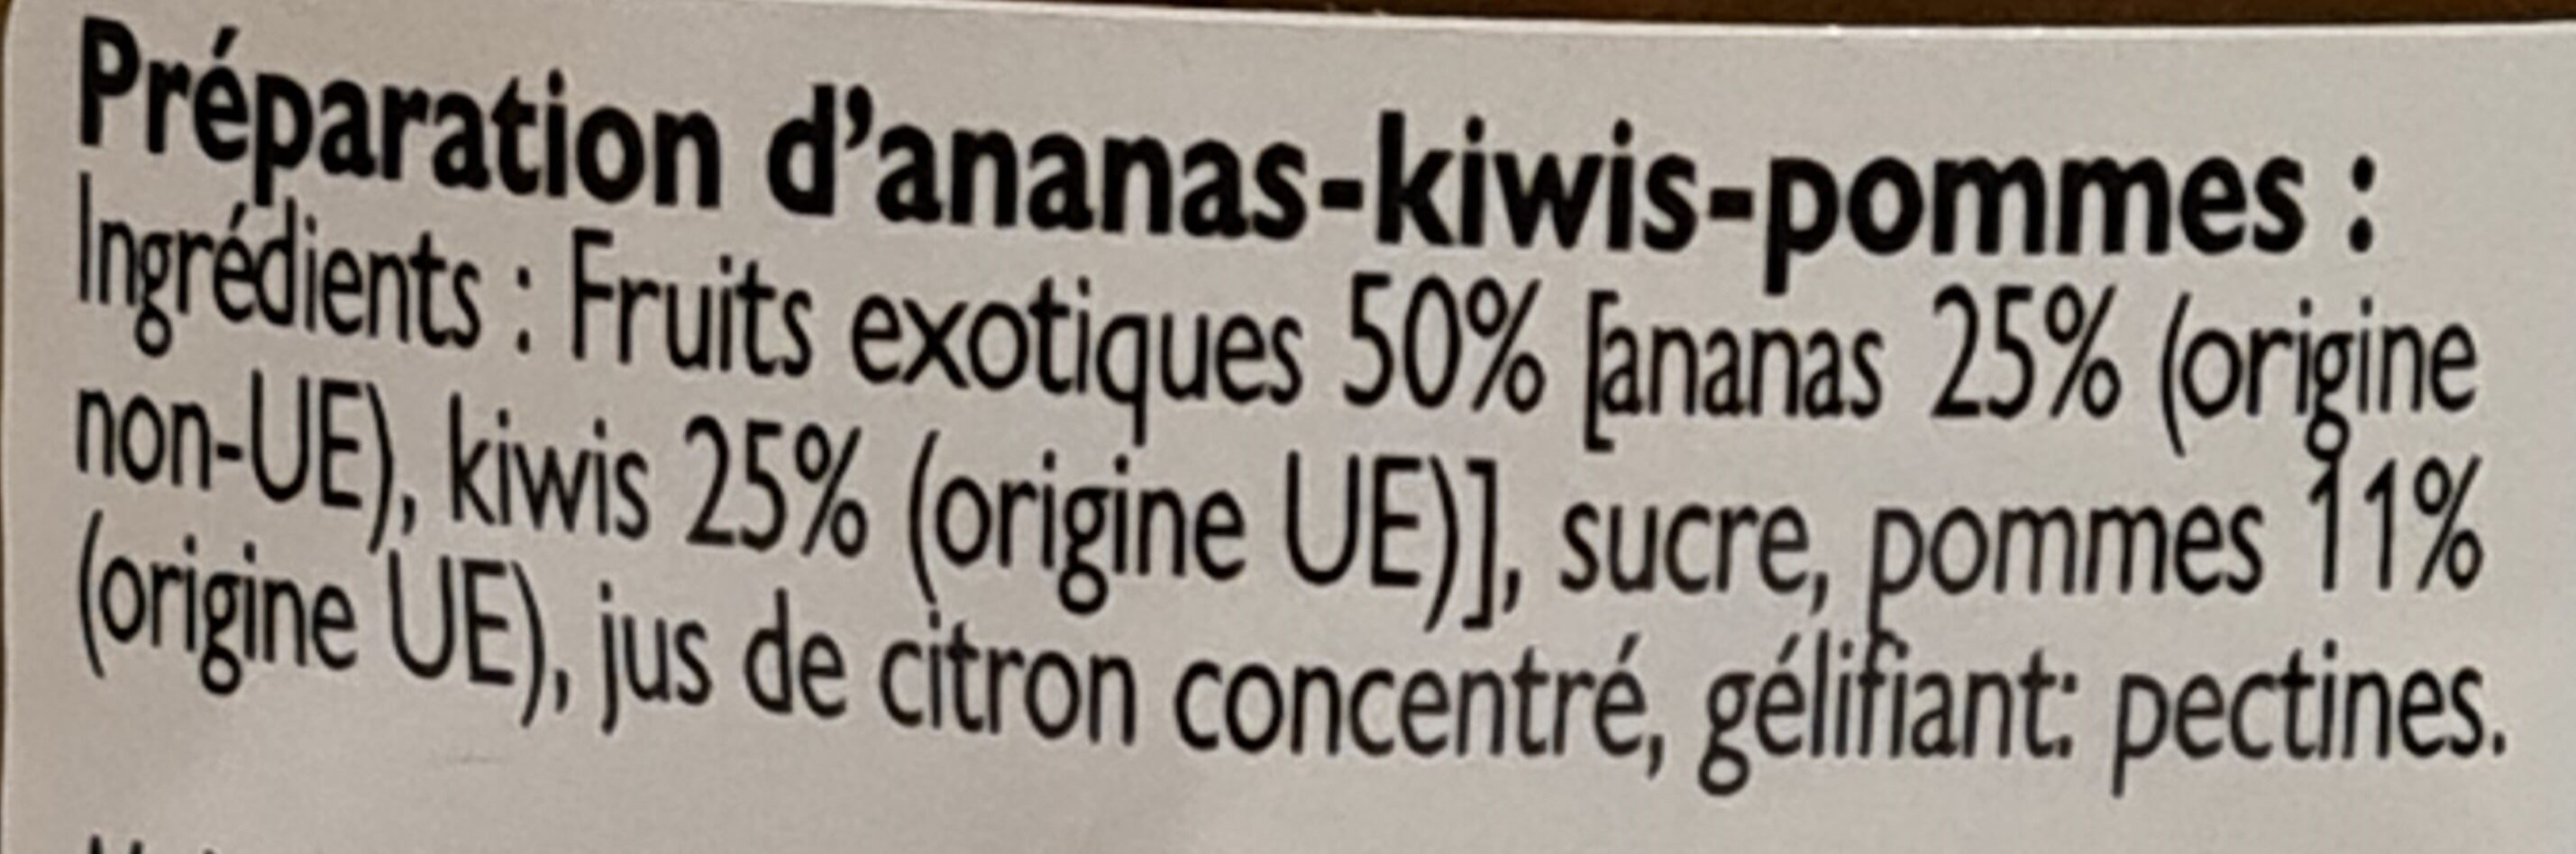 Préparation d'ananas-kiwis-pommes :
Ingrédients : Fruits exotiques 50% [ananas 25% (origine
non-UE), kiwis 25% (origine UE)], sucre, pommes 11%
(origine UE), jus de citron concentré, gélifiant: pectines.